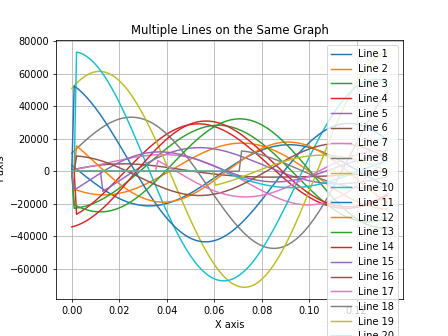 Multiple Lines on the Same Graph
80000
60000
40000
20000
0
−20000
−40000
−60000
0.00 0.02 0.04 0.06 0.08 0.10
X axis
Line 1
Line 2
Line 3
Line 4
Line 5
Line 6
Line 7
Line 8
Line 9
Line 10
Line 11
Line 12
Line 13
Line 14
Line 15
Line 16
Line 17
Line 18
Line 19
Line 20